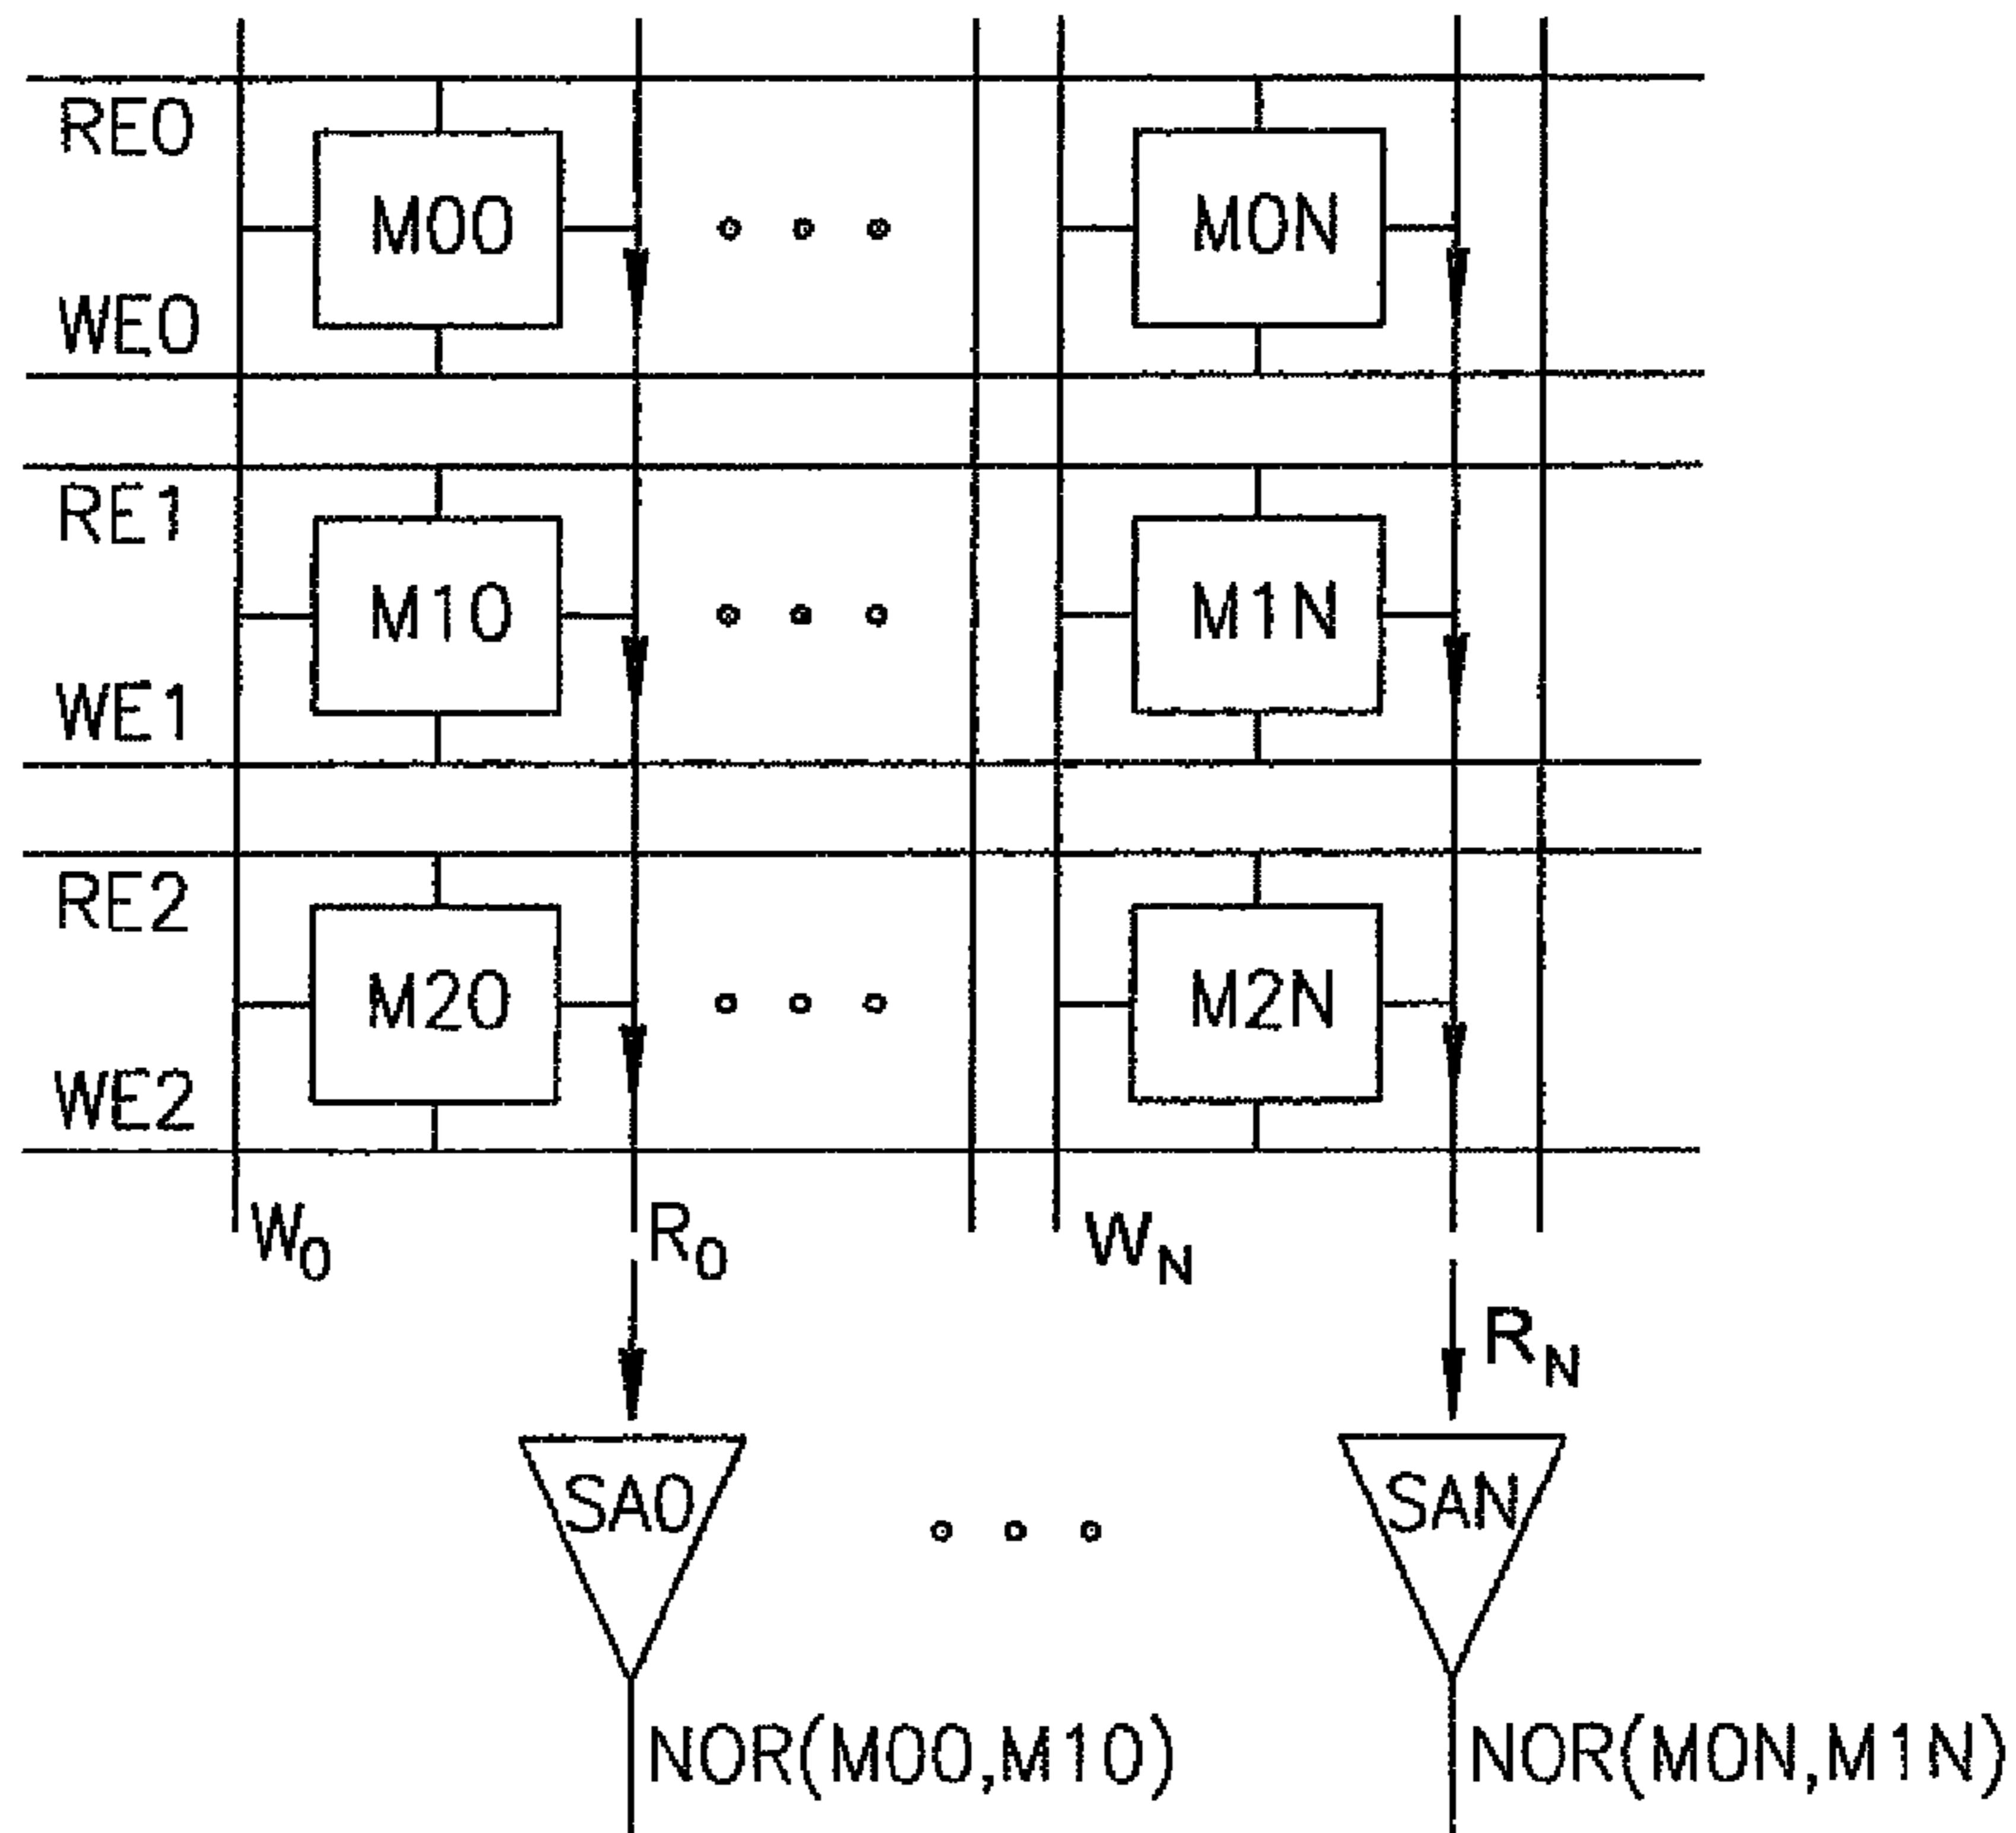 RE0
M00
M0N
WE0
RE1
M10
M1N
WE1
RE2
M20
M2N
WE2
W0
R0
WN
RN
SA0
SAN
NOR(M00,M10)
NOR(M0N,M1N)